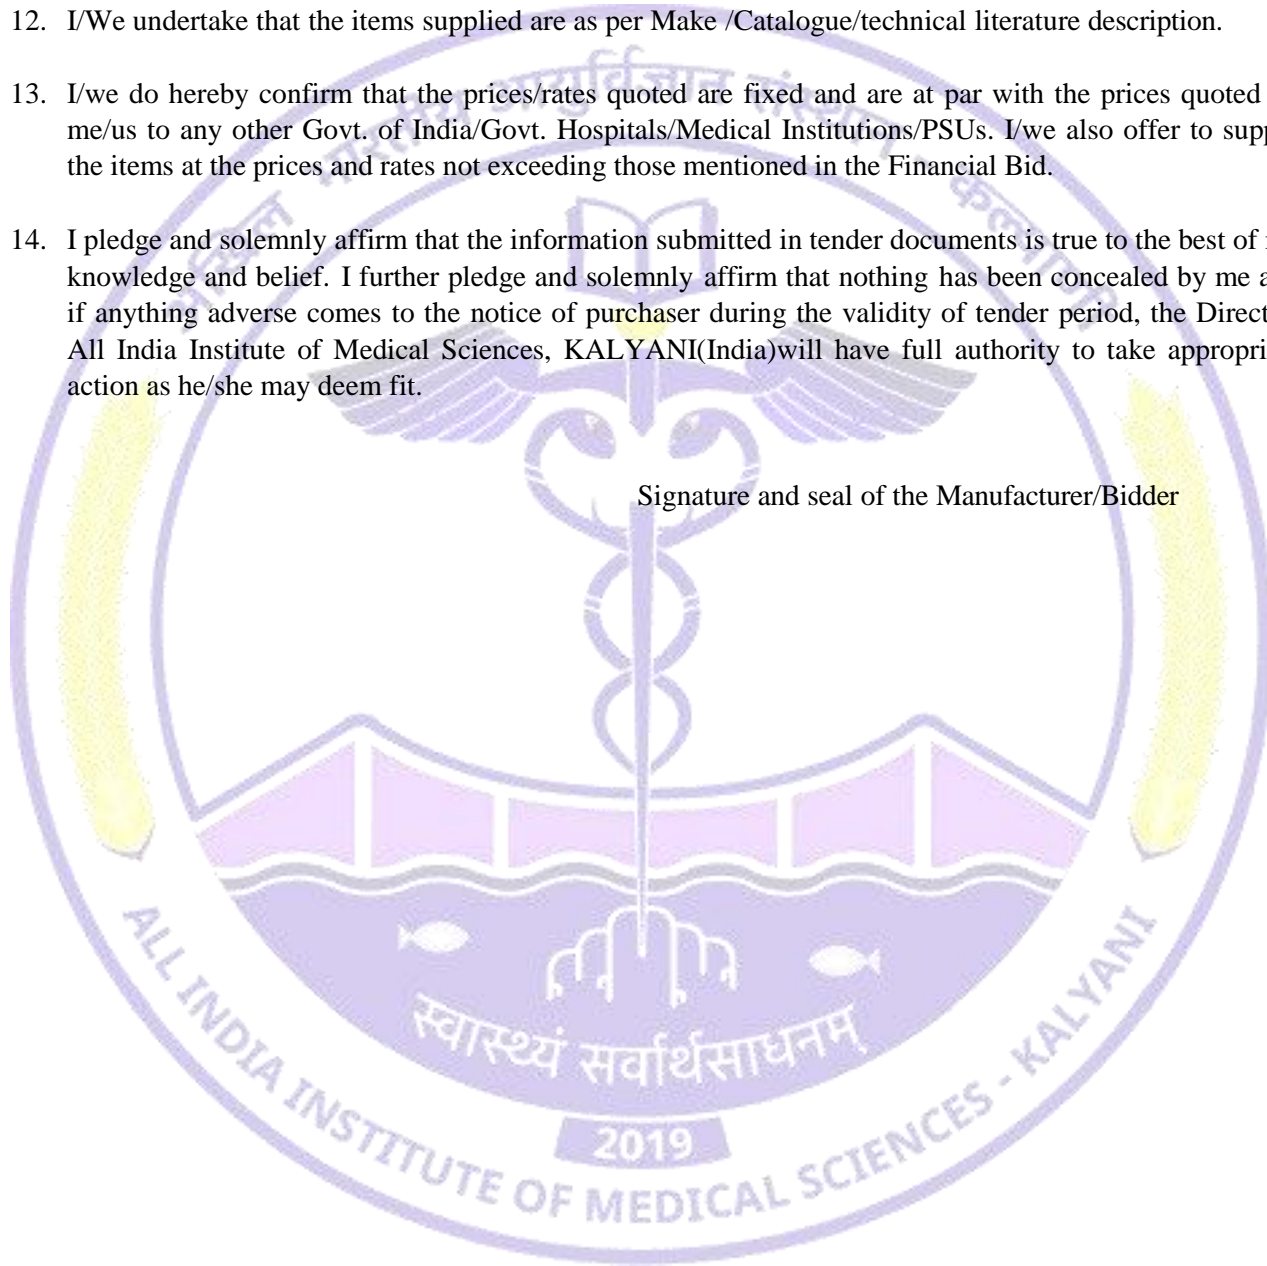 12. I/We undertake that the items supplied are as per Make /Catalogue/technical literature description.
13. I/we do hereby confirm that the prices/rates quoted are fixed and are at par with the prices quoted
me/us to any other Govt. of India/Govt. Hospitals/Medical Institutions/PSUs. I/we also offer to
the items at the prices and rates not exceeding those mentioned in the Financial Bid.
14. I pledge and solemnly affirm that the information submitted in tender documents is true to the best of
knowledge and belief. I further pledge and solemnly affirm that nothing has been concealed by me
if anything adverse comes to the notice of purchaser during the validity of tender period, the
All India Institute of Medical Sciences, KALYANI(India)will have full authority to take
action as he/she may deem fit.
Signature and seal of the Manufacturer/Bidder
अखिल भारतीय आयुर्विज्ञान संस्थान - कल्याणी
स्वास्थ्यं सर्वार्थसाधनम्
2019
ALL INDIA INSTITUTE OF MEDICAL SCIENCES - KALYANI